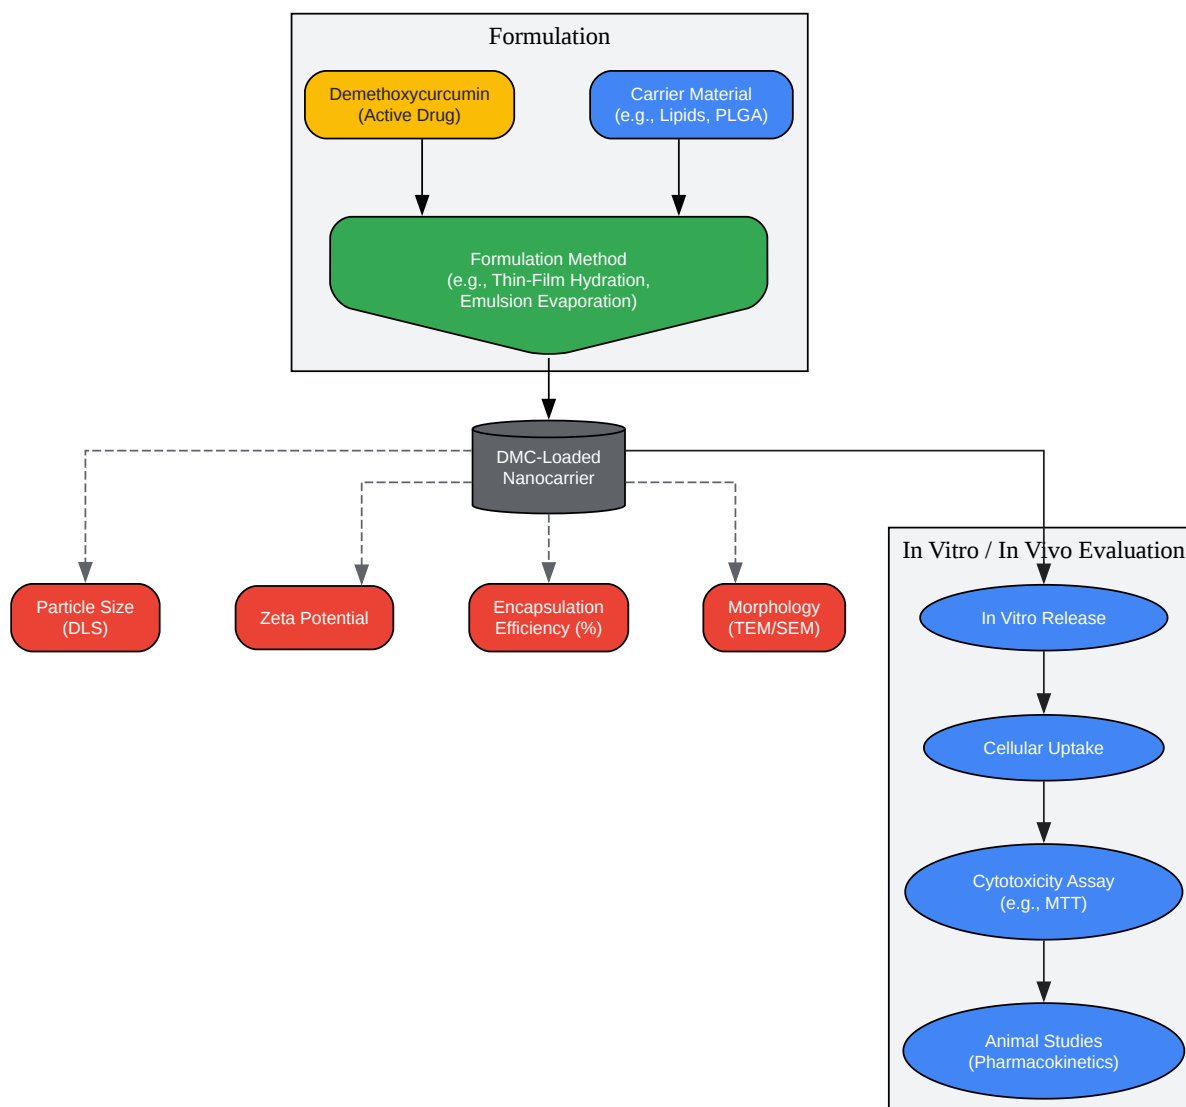 Formulation
Demethoxycurcumin
(Active Drug)
Carrier Material
(e.g., Lipids, PLGA)
Formulation Method
(e.g., Thin-Film Hydration,
Emulsion Evaporation)
DMC-Loaded
Nanocarrier
Particle Size
(DLS)
Zeta Potential
Encapsulation
Efficiency (%)
Morphology
(TEM/SEM)
In Vitro / In Vivo Evaluation
In Vitro Release
Cellular Uptake
Cytotoxicity Assay
(e.g., MTT)
Animal Studies
(Pharmacokinetics)